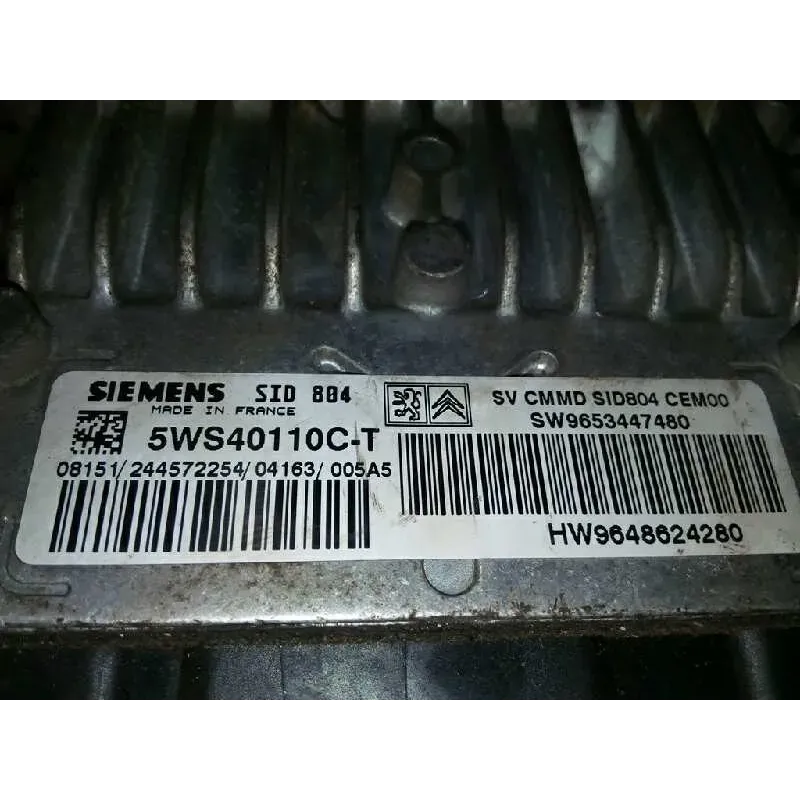 SIEMENS SID 804
MADE IN FRANCE
5WS40110C-T
08151/244572254/04163/005A5
SV CMMD SID804 CEM00
SW9653447480
HW9648624280